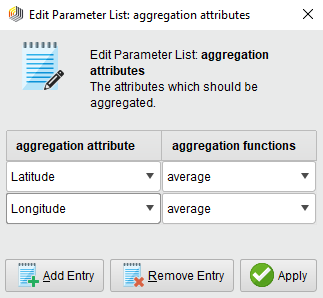 Edit Parameter List: aggregation attributes
Edit Parameter List: aggregation
attributes
The attributes which should be
aggregated.
aggregation attribute aggregation functions
Latitude average
Longitude average
Add Entry Remove Entry Apply